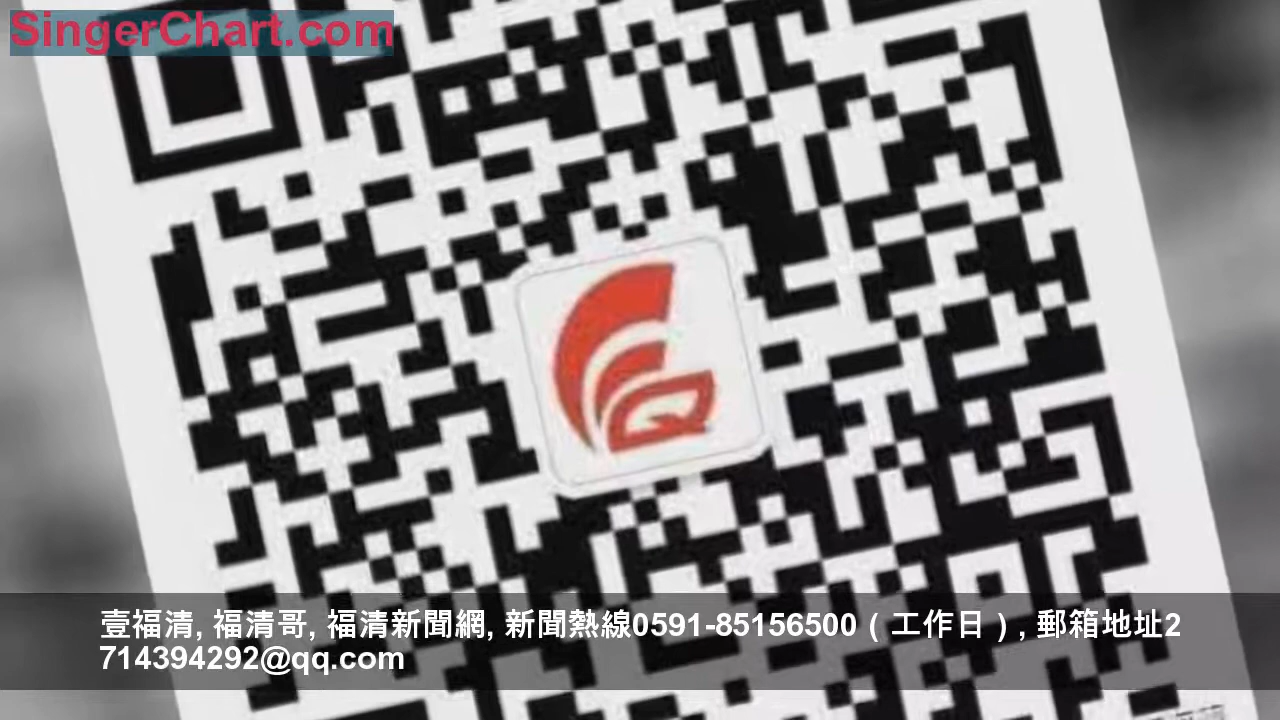 SingerChart.com
壹福清, 福清哥, 福清新聞網, 新聞熱線0591-85156500（工作日）, 郵箱地址2
714394292@qq.com